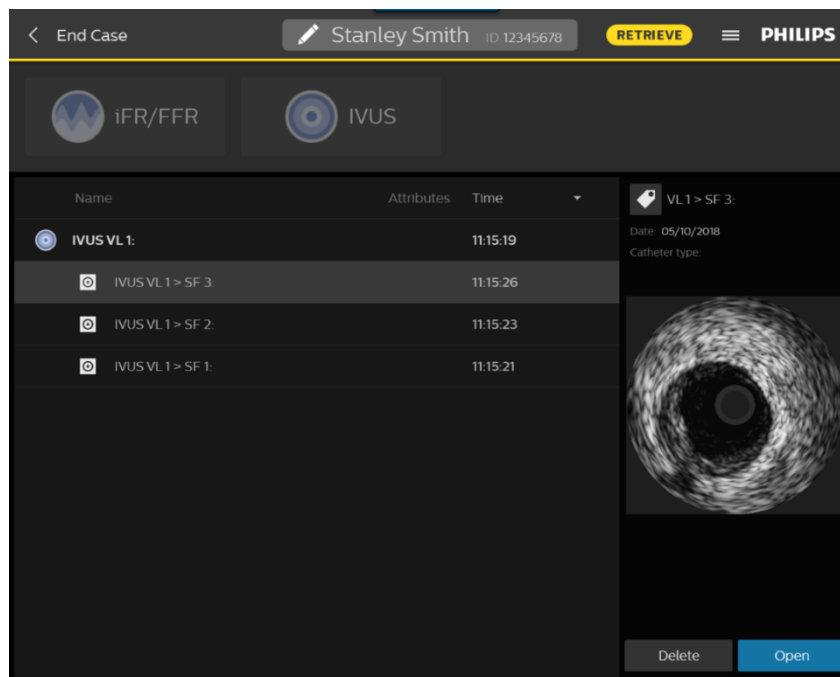 End Case
Stanley Smith ID 12345678
RETRIEVE
PHILIPS
iFR/FFR
IVUS
Name Attributes Time
IVUS VL 1: 11:15:19
IVUS VL 1 > SF 3: 11:15:26
IVUS VL 1 > SF 2: 11:15:23
IVUS VL 1 > SF 1: 11:15:21
VL 1 > SF 3:
Date: 05/10/2018
Catheter type:
Delete
Open